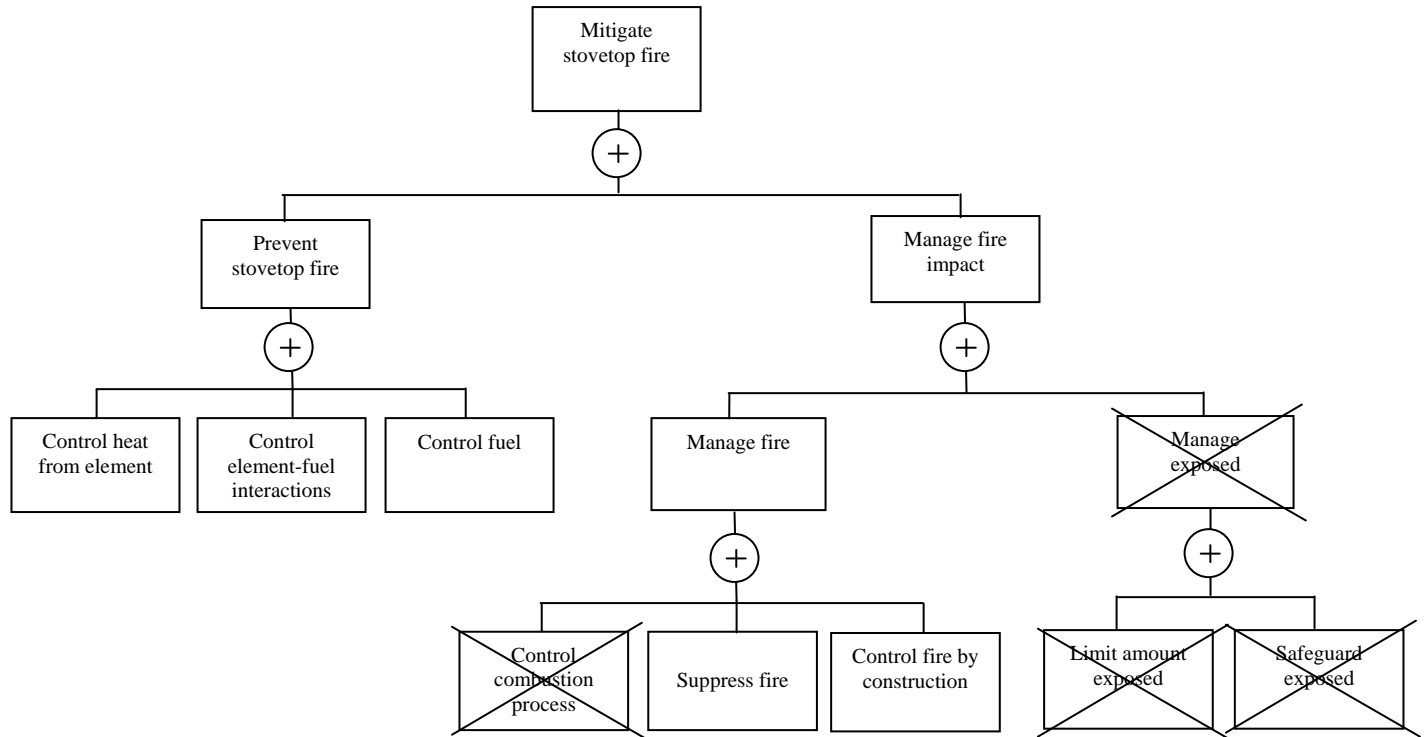 Mitigate
stovetop fire
+
Prevent
stovetop fire
Manage fire
impact
+
+
Control heat
from element
Control
element-fuel
interactions
Control fuel
Manage fire
Manage
exposed
+
+
Control
combustion
process
Suppress fire
Control fire by
construction
Limit amount
exposed
Safeguard
exposed